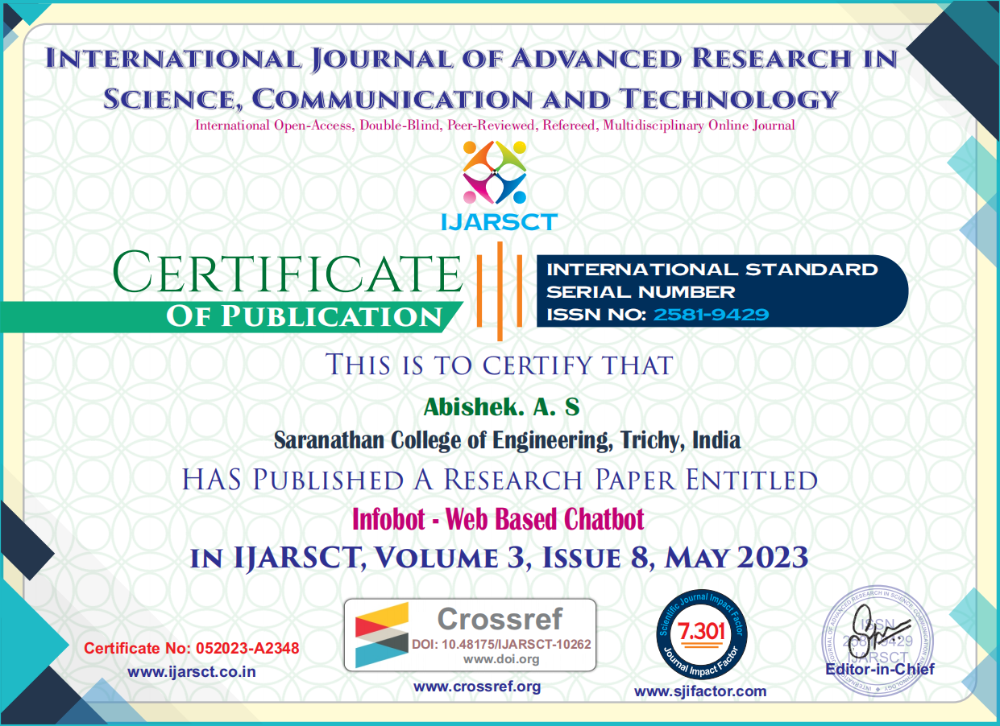 INTERNATIONAL JOURNAL OF ADVANCED RESEARCH IN
SCIENCE, COMMUNICATION AND TECHNOLOGY
International Open-Access, Double-Blind, Peer-Reviewed, Refereed, Multidisciplinary Online Journal
IJARSCT
CERTIFICATE
OF PUBLICATION
INTERNATIONAL STANDARD
SERIAL NUMBER
ISSN NO: 2581-9429
THIS IS TO CERTIFY THAT
Abishek. A. S
Saranathan College of Engineering, Trichy, India
HAS PUBLISHED A RESEARCH PAPER ENTITLED
Infobot - Web Based Chatbot
IN IJARSCT, VOLUME 3, ISSUE 8, MAY 2023
Certificate No: 052023-A2348
www.ijarsct.co.in
Crossref
DOI: 10.48175/IJARSCT-10262
www.doi.org
www.crossref.org
Scientific Journal Impact Factor
7.301
Journal Impact Factor
www.sjifactor.com
INTERNATIONAL JOURNAL OF ADVANCED RESEARCH IN SCIENCE, COMMUNICATION AND TECHNOLOGY
ISSN
2581-9429
IJARSCT
Editor-in-Chief